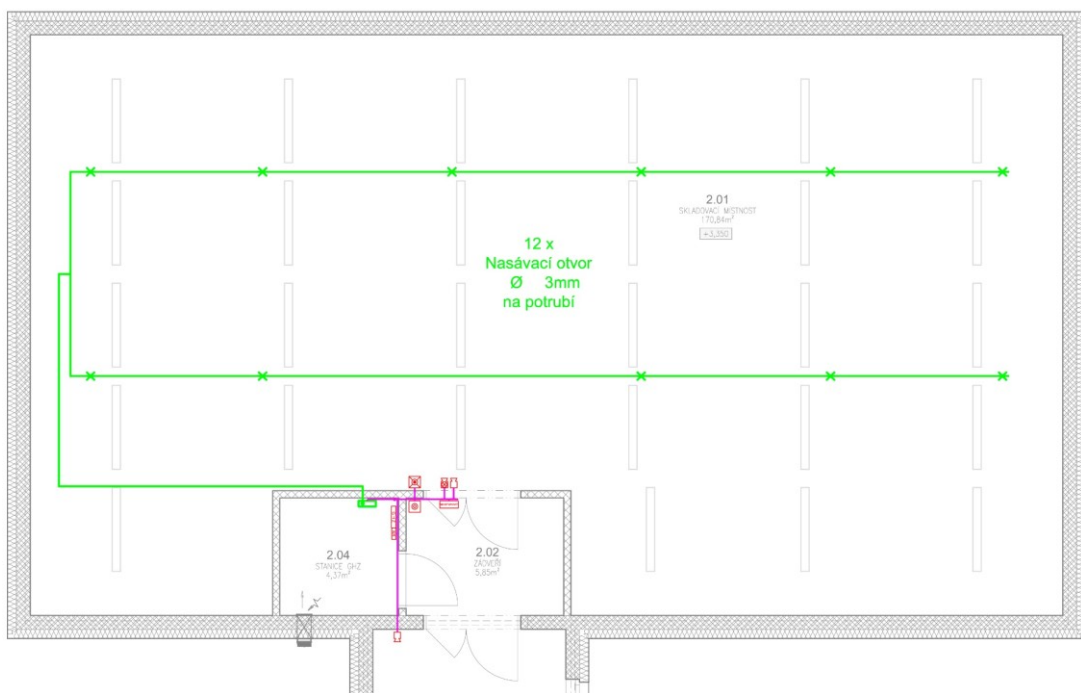 2.01
SKLADOVACÍ MÍSTNOST
170,84m²
+3,350
12 x
Nasávací otvor
Ø 3mm
na potrubí
2.04
STANICE GHZ
4,37m²
2.02
ZÁDVEŘÍ
5,85m²